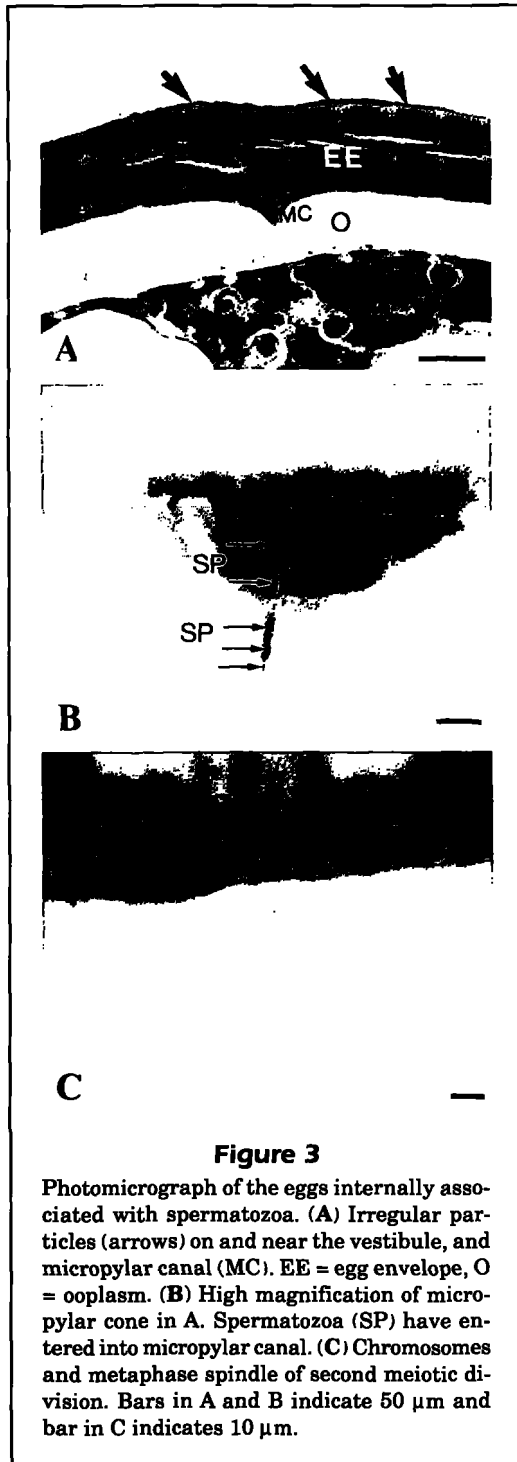 EE
MC
O
A
SP
SP
B
C
Figure 3
Photomicrograph of the eggs internally asso-
ciated with spermatozoa. (A) Irregular par-
ticles (arrows) on and near the vestibule, and
micropylar canal (MC). EE = egg envelope, O
= ooplasm. (B) High magnification of micro-
pylar cone in A. Spermatozoa (SP) have en-
tered into micropylar canal. (C) Chromosomes
and metaphase spindle of second meiotic di-
vision. Bars in A and B indicate 50 µm and
bar in C indicates 10 µm.